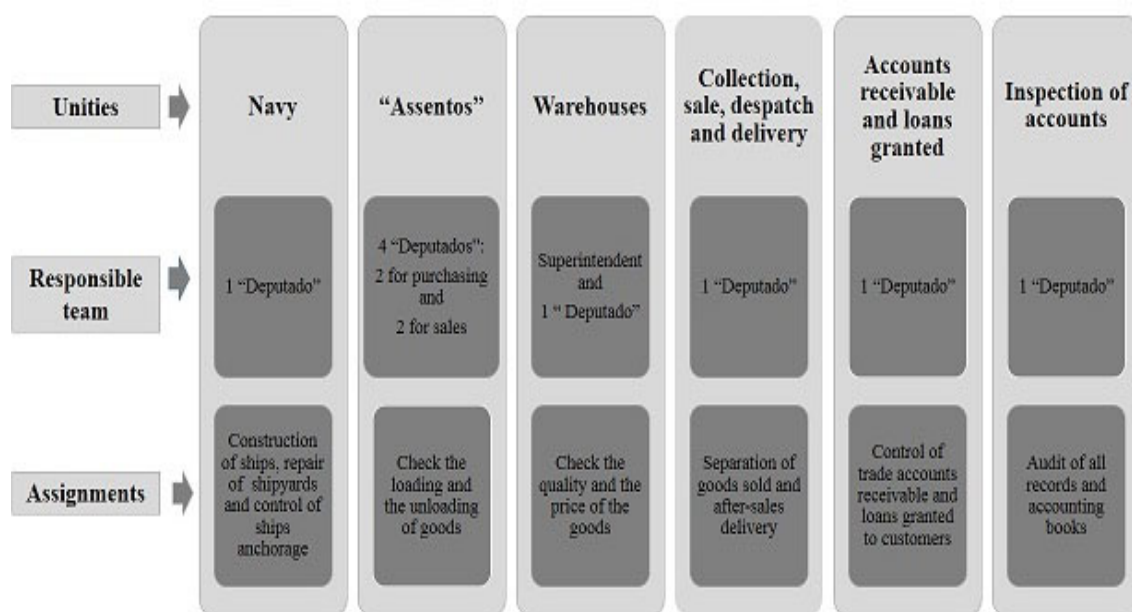 Unities
Navy
“Assentos”
Warehouses
Collection,
sale, despatch
and delivery
Accounts
receivable
and loans
granted
Inspection of
accounts
Responsible
team
1 “Deputado”
4 “Deputados”:
2 for purchasing
and
2 for sales
Superintendent
and
1 “ Deputado”
1 “Deputado”
1 “Deputado”
1 “Deputado”
Assignments
Construction
of ships, repair
of shipyards
and control of
ships
anchorage
Check the
loading and
the unloading
of goods
Check the
quality and the
price of the
goods
Separation of
goods sold and
after-sales
delivery
Control of
trade accounts
receivable and
loans granted
to customers
Audit of all
records and
accounting
books